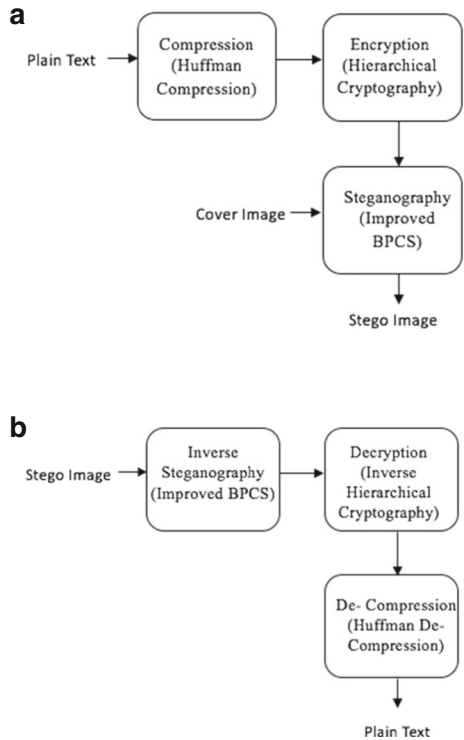 a
Plain Text
Compression
(Huffman
Compression)
Encryption
(Hierarchical
Cryptography)
Cover Image
Steganography
(Improved
BPCS)
Stego Image
b
Stego Image
Inverse
Steganography
(Improved BPCS)
Decryption
(Inverse
Hierarchical
Cryptography)
De- Compression
(Huffman De-
Compression)
Plain Text